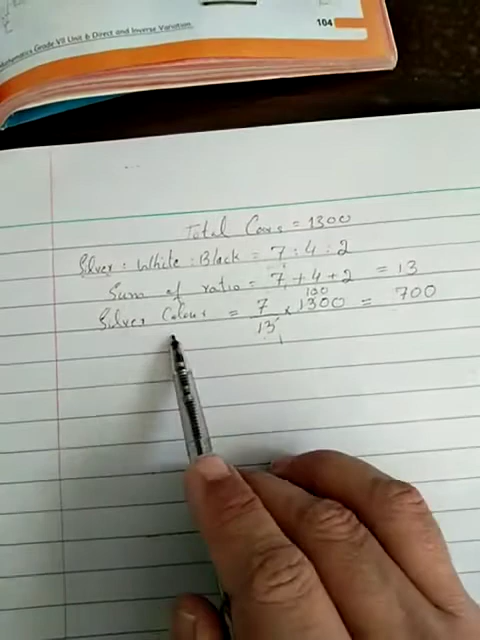 Mathematics Grade VII Unit 6 Direct and Inverse Variation
104
Total Cars = 1300
Silver : White : Black = 7 : 4 : 2
Sum of ratio = 7 + 4 + 2 = 13
Silver Colour = 7/13 × 1300 = 700
100
1